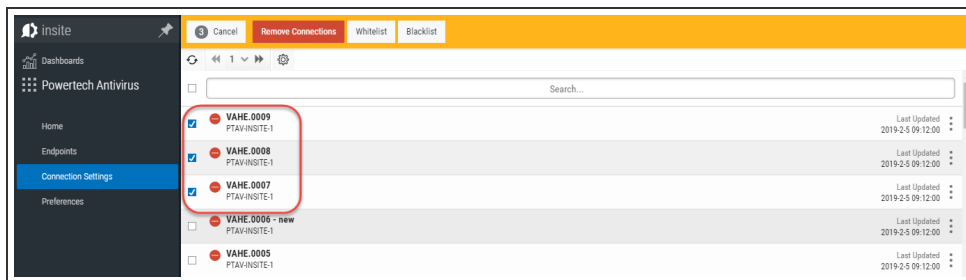 insite
3 Cancel Remove Connections Whitelist Blacklist
Dashboards
1
Powertech Antivirus
Search...
Home
Endpoints
Connection Settings
Preferences
VAHE.0009
PTAV-INSITE-1
Last Updated
2019-2-5 09:12:00
VAHE.0008
PTAV-INSITE-1
Last Updated
2019-2-5 09:12:00
VAHE.0007
PTAV-INSITE-1
Last Updated
2019-2-5 09:12:00
VAHE.0006 - new
PTAV-INSITE-1
Last Updated
2019-2-5 09:12:00
VAHE.0005
PTAV-INSITE-1
Last Updated
2019-2-5 09:12:00